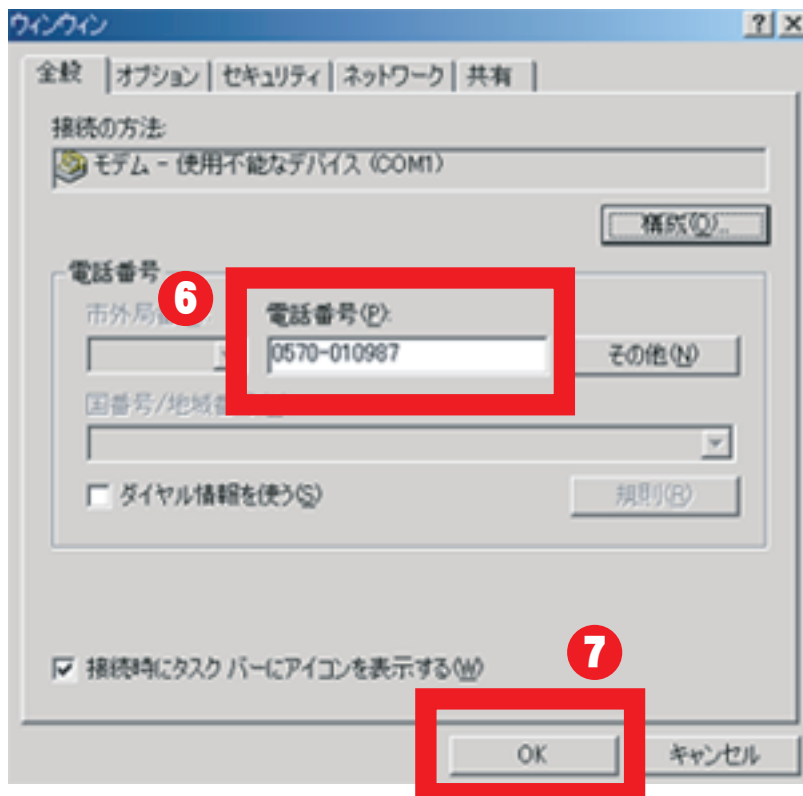 ウィンウィン
全般 オプション セキュリティ ネットワーク 共有
接続の方法:
モデム - 使用不能なデバイス (COM1)
構成(O)...
電話番号
6
市外局番
電話番号(P):
0570-010987
その他(N)
国番号/地域番
ダイヤル情報を使う(S)
規則(R)
接続時にタスク バーにアイコンを表示する(W)
7
OK
キャンセル